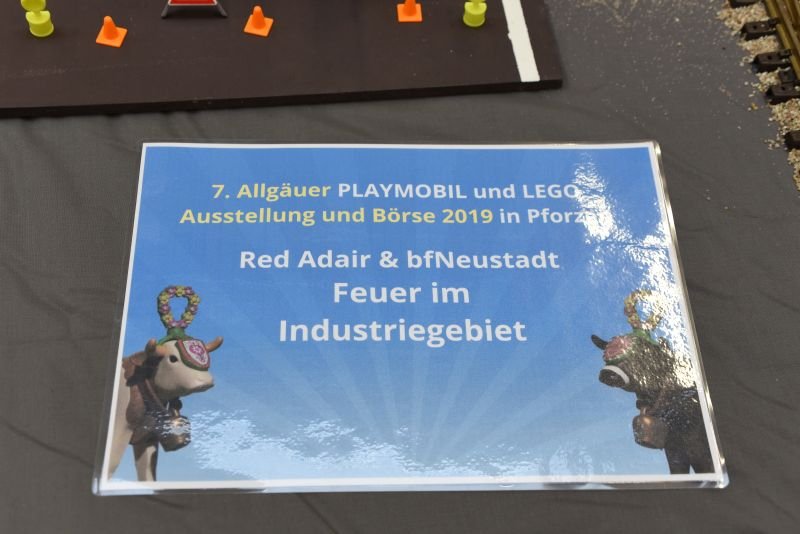 7. Allgäuer PLAYMOBIL und LEGO
Ausstellung und Börse 2019 in
Red Adair & bfNeustadt
Feuer im
Industriegebiet